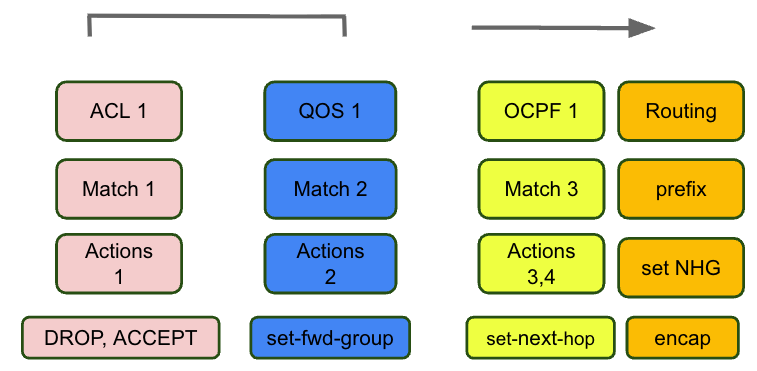 ACL 1
QOS 1
OCPF 1
Routing
Match 1
Match 2
Match 3
prefix
Actions
1
Actions
2
Actions
3,4
set NHG
DROP, ACCEPT
set-fwd-group
set-next-hop
encap